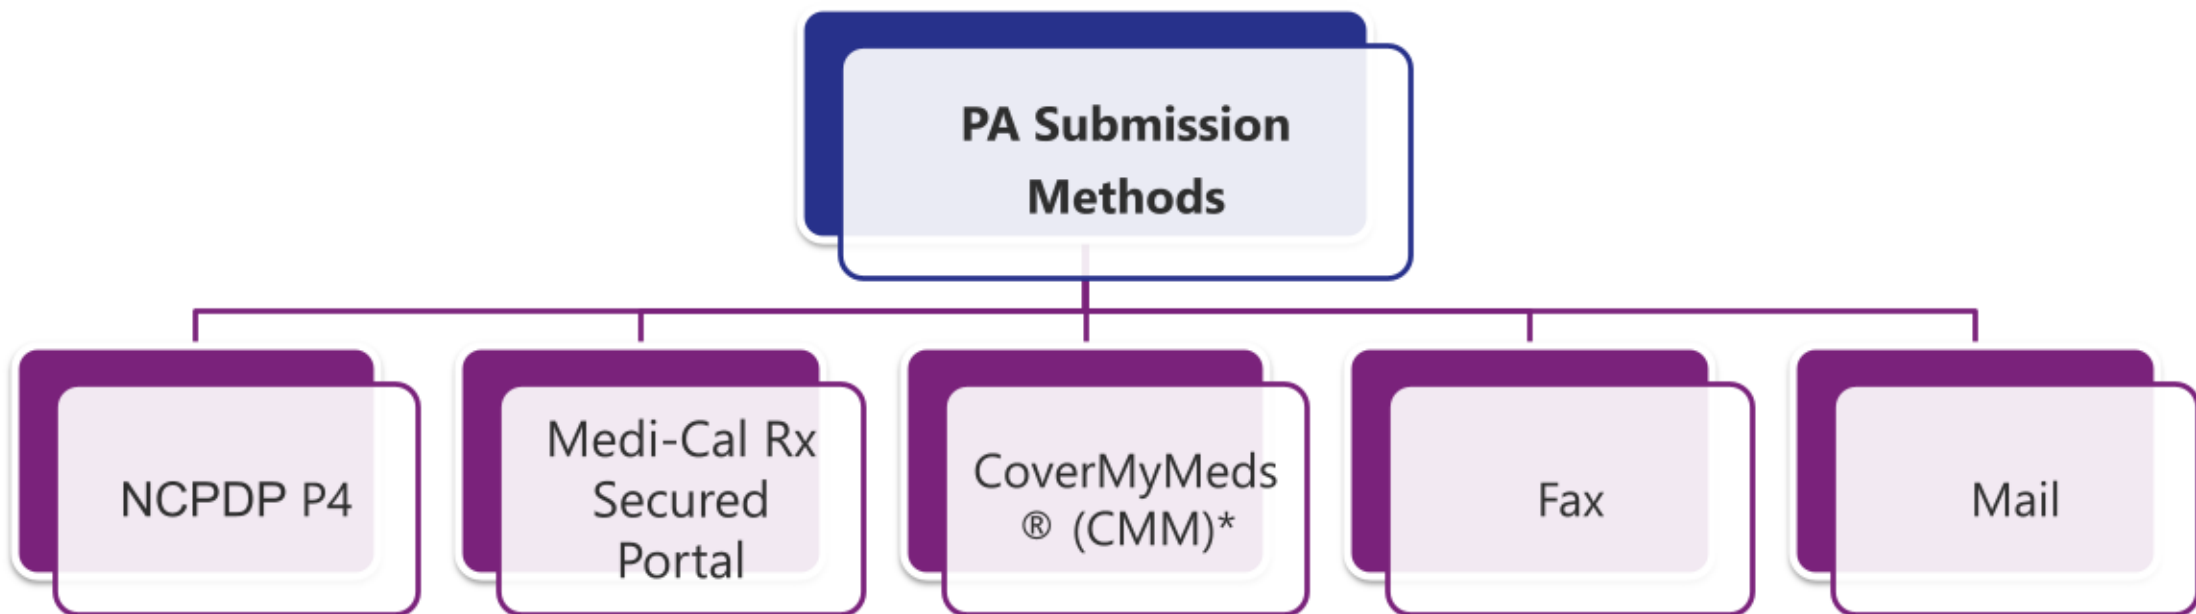 PA Submission
Methods
NCPDP P4
Medi-Cal Rx
Secured
Portal
CoverMyMeds
® (CMM)*
Fax
Mail